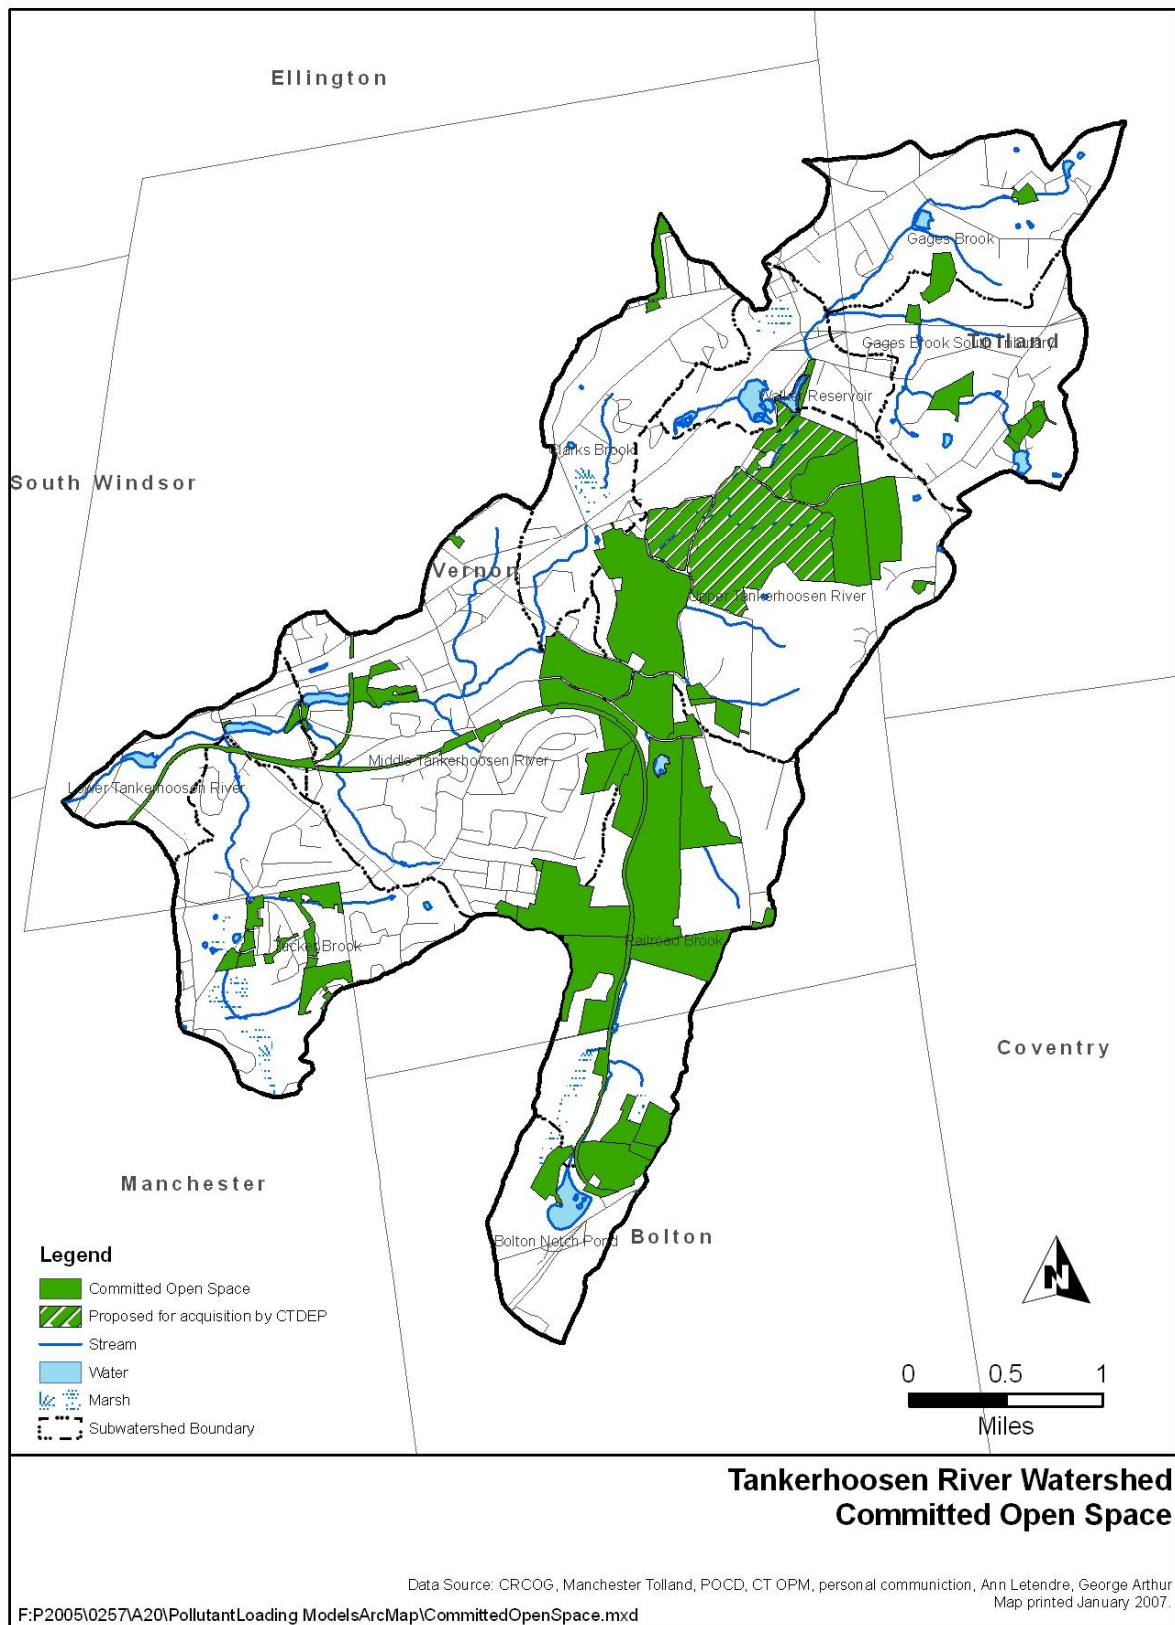 Ellington
Gages Brook
Tolland
Gages Brook South Tributary
Walker Reservoir
Clarks Brook
South Windsor
Vernon
Upper Tankerhoosen River
Middle Tankerhoosen River
Lower Tankerhoosen River
Tucker Brook
Railroad Brook
Coventry
Manchester
Bolton Notch Pond
Bolton
N
Legend
Committed Open Space
Proposed for acquisition by CTDEP
Stream
Water
Marsh
Subwatershed Boundary
0 0.5 1
Miles
Tankerhoosen River Watershed
Committed Open Space
Data Source: CRCOG, Manchester Tolland, POCD, CT OPM, personal communiction, Ann Letendre, George Arthur
Map printed January 2007.
F:P2005\0257\A20\PollutantLoading ModelsArcMap\CommittedOpenSpace.mxd